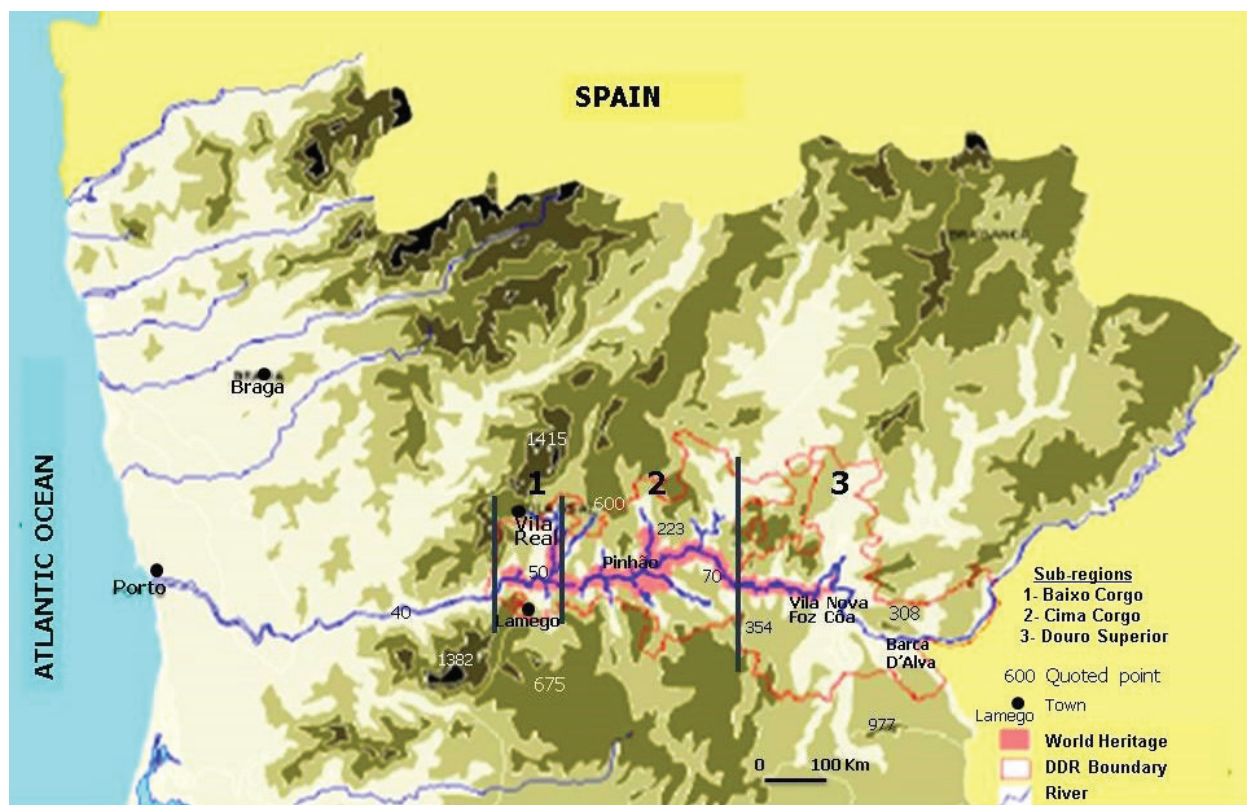 SPAIN
BRAGANCA
Braga
1415
1
2
3
600
Vila
Real
223
Pinhão
50
70
Porto
40
Lamego
Vila Nova
Foz Côa
308
354
Barca
D'Alva
1382
675
977
ATLANTIC OCEAN
0 100 Km
Sub-regions
1- Baixo Corgo
2- Cima Corgo
3- Douro Superior
600 Quoted point
Lamego Town
World Heritage
DDR Boundary
River